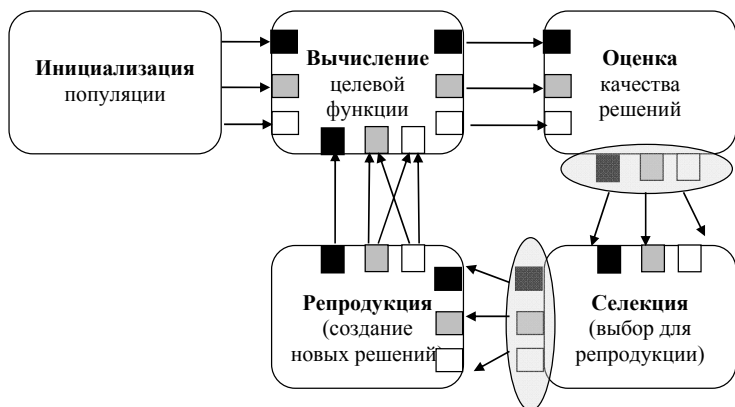 Инициализация
популяции
Вычисление
целевой
функции
Оценка
качества
решений
Репродукция
(создание
новых решений)
Селекция
(выбор для
репродукции)